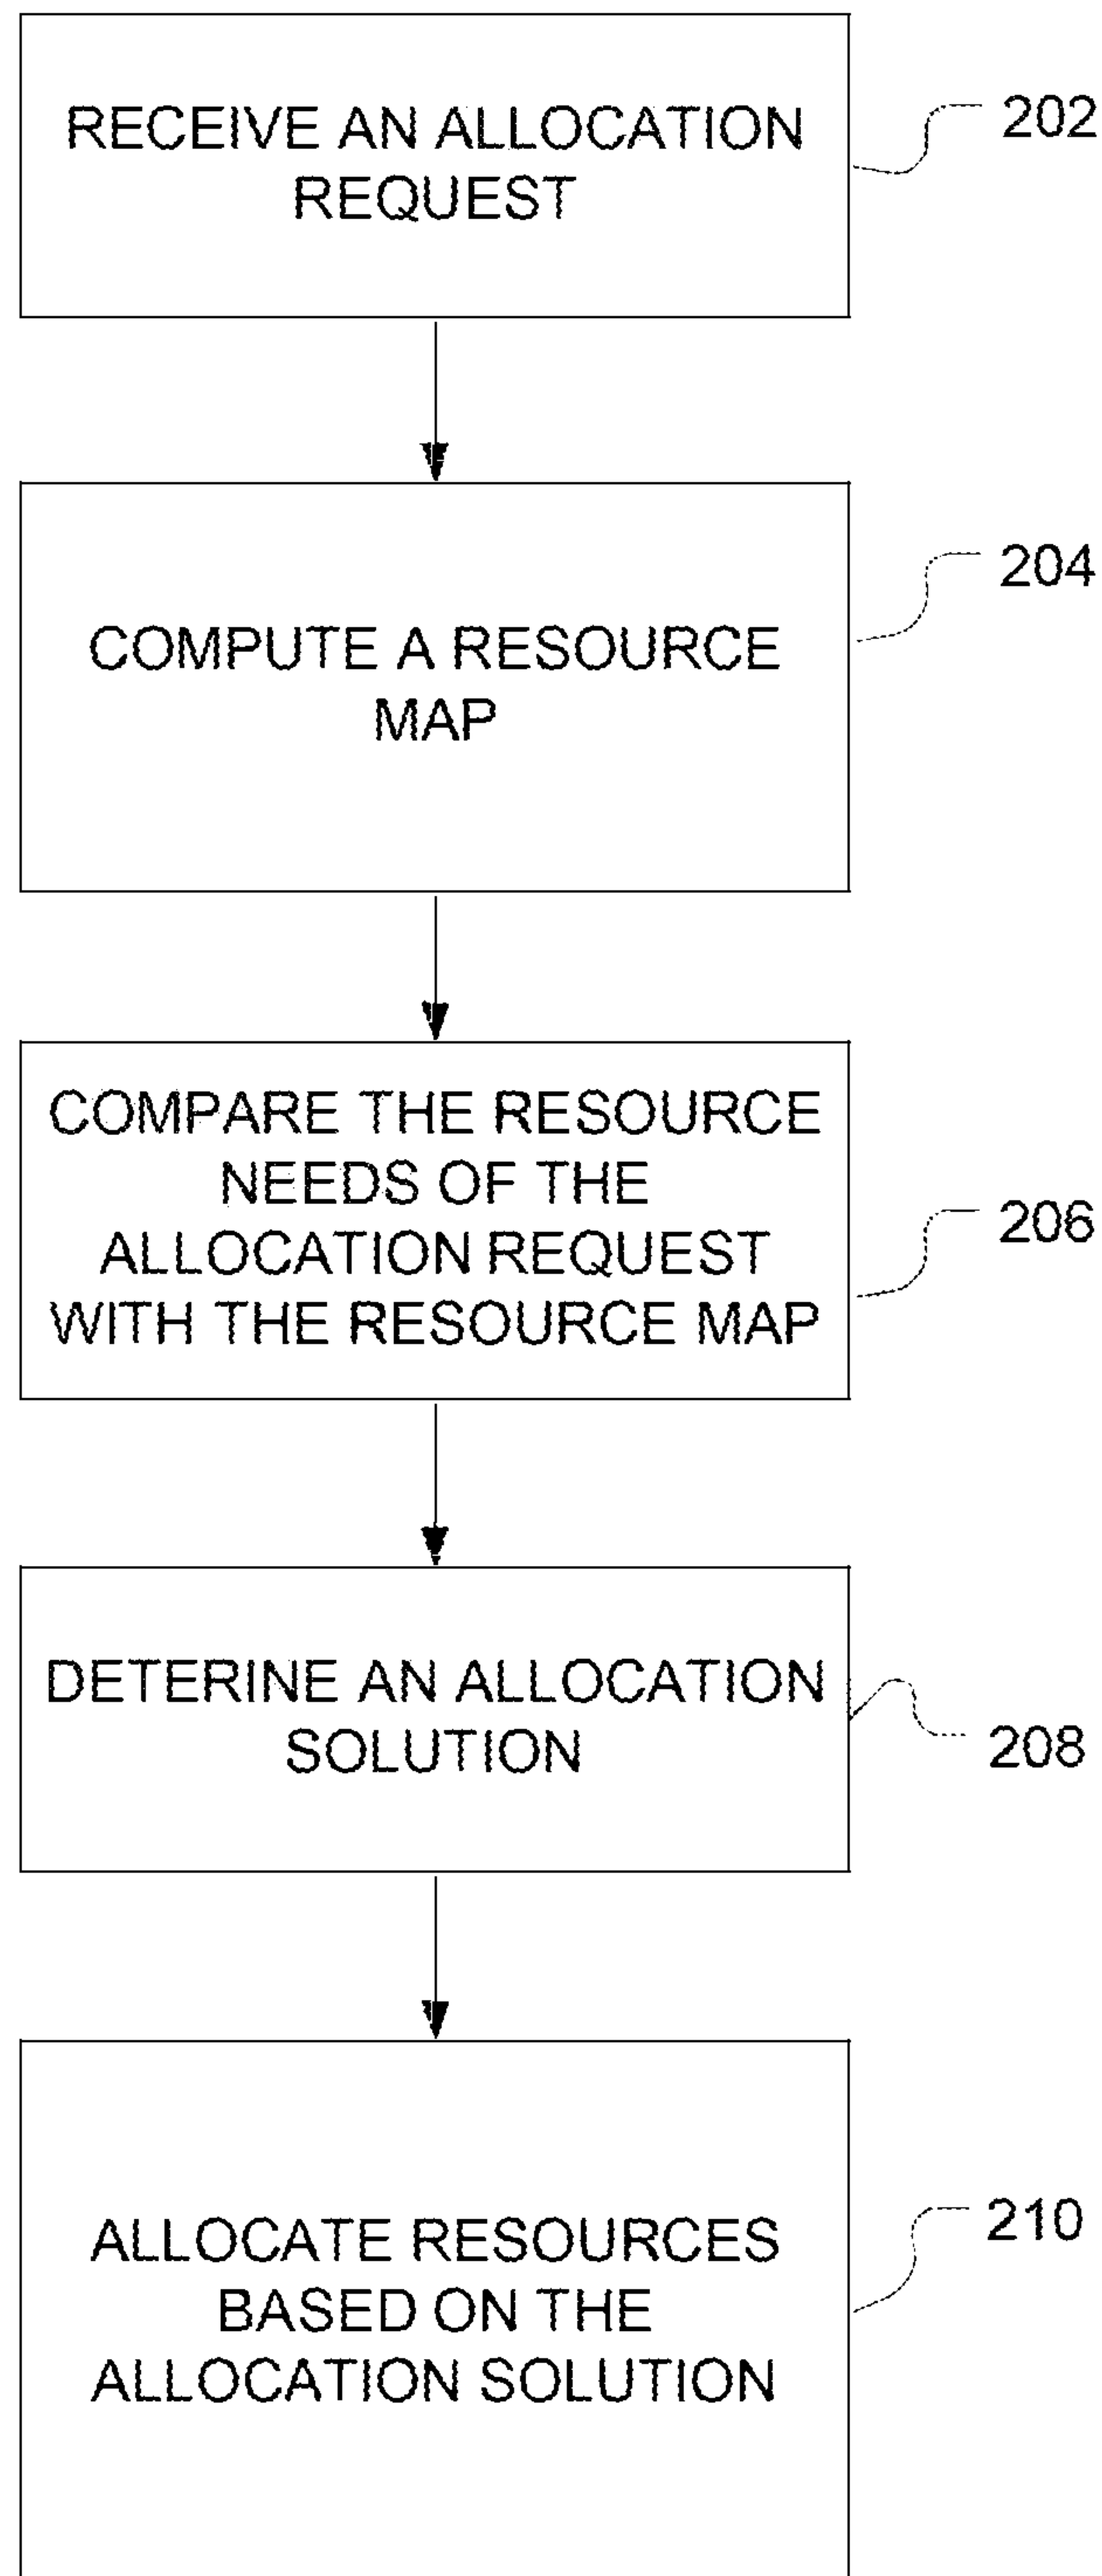 RECEIVE AN ALLOCATION
REQUEST
202
COMPUTE A RESOURCE
MAP
204
COMPARE THE RESOURCE
NEEDS OF THE
ALLOCATION REQUEST
WITH THE RESOURCE MAP
206
DETERINE AN ALLOCATION
SOLUTION
208
ALLOCATE RESOURCES
BASED ON THE
ALLOCATION SOLUTION
210